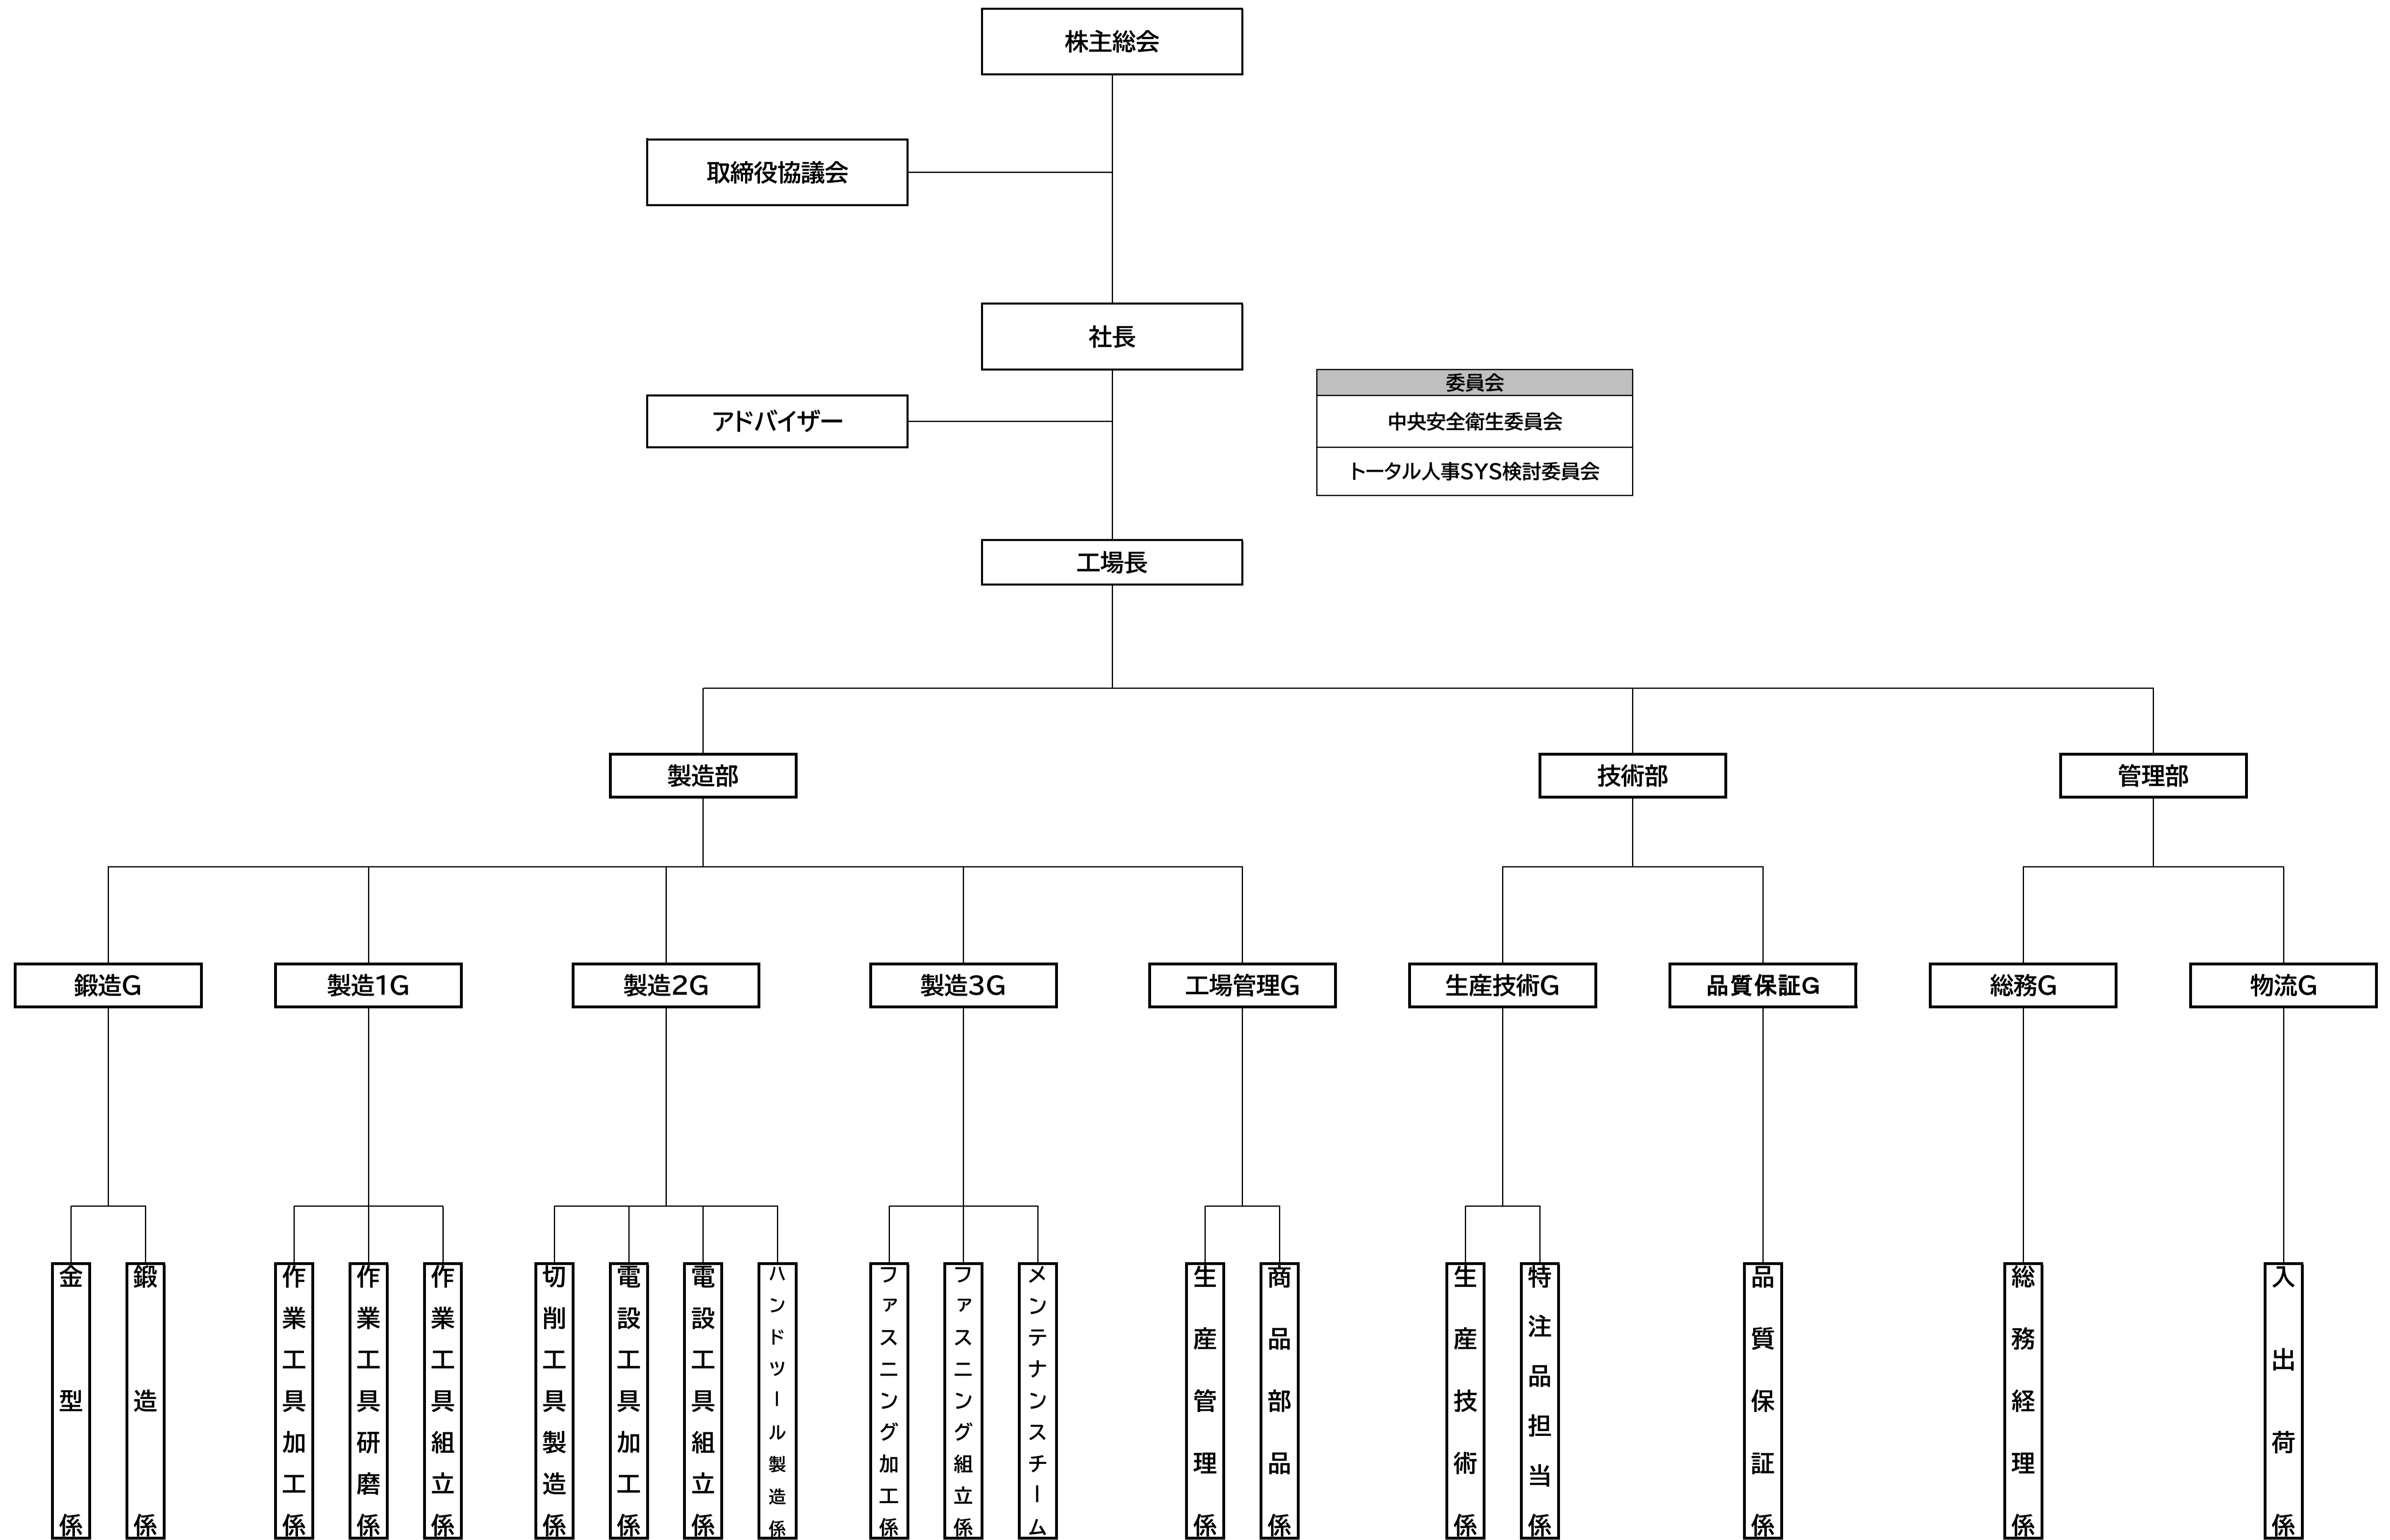 株主総会
取締役協議会
社長
委員会
アドバイザー
中央安全衛生委員会
トータル人事SYS検討委員会
工場長
製造部
技術部
管理部
鍛造G
製造1G
製造2G
製造3G
工場管理G
生産技術G
品質保証G
総務G
物流G
金型係
鍛造係
作業工具加工係
作業工具研磨係
作業工具組立係
切削工具製造係
電設工具加工係
電設工具組立係
ハンドツール製造係
ファスニング加工係
ファスニング組立係
メンテナンスチーム
生産管理係
商品部品係
生産技術係
特注品担当係
品質保証係
総務経理係
入出荷係